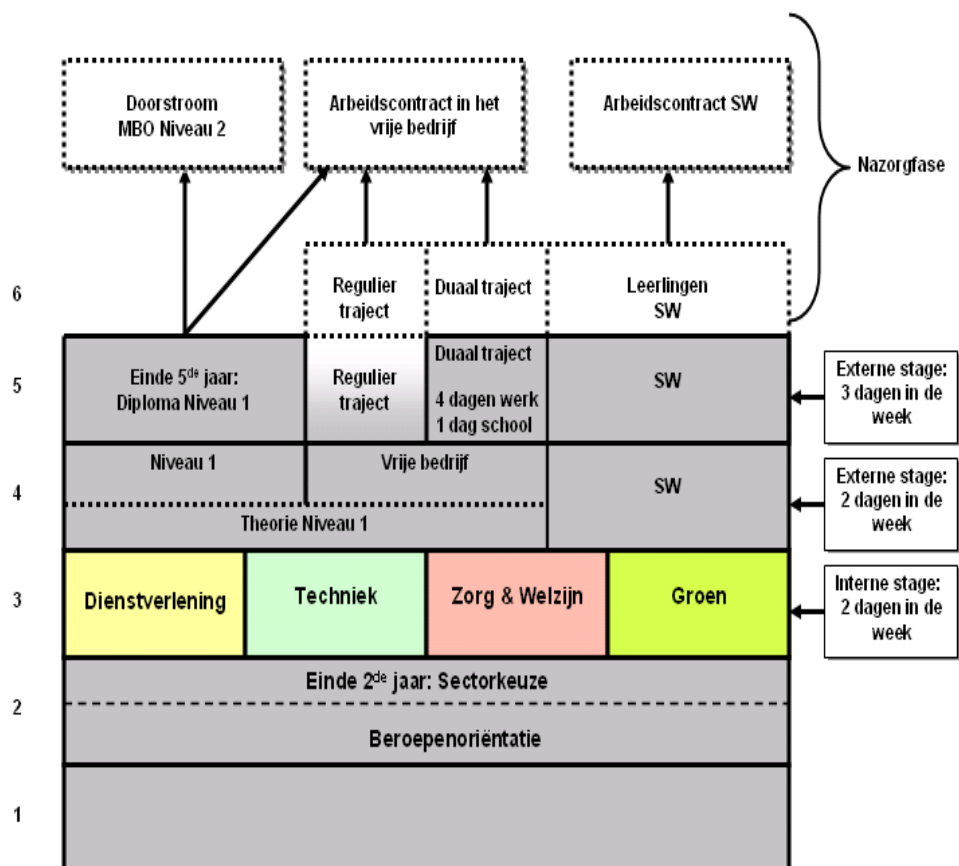 Doorstroom
MBO Niveau 2
Arbeidscontract in het
vrije bedrijf
Arbeidscontract SW
Nazorgfase
6
Regulier
traject
Duaal traject
Leerlingen
SW
5
Einde 5de jaar:
Diploma Niveau 1
Regulier
traject
Duaal traject
4 dagen werk
1 dag school
SW
Externe stage:
3 dagen in de
week
4
Niveau 1
Vrije bedrijf
SW
Theorie Niveau 1
Externe stage:
2 dagen in de
week
3
Dienstverlening
Techniek
Zorg & Welzijn
Groen
Interne stage:
2 dagen in de
week
2
Einde 2de jaar: Sectorkeuze
Beroepenoriëntatie
1